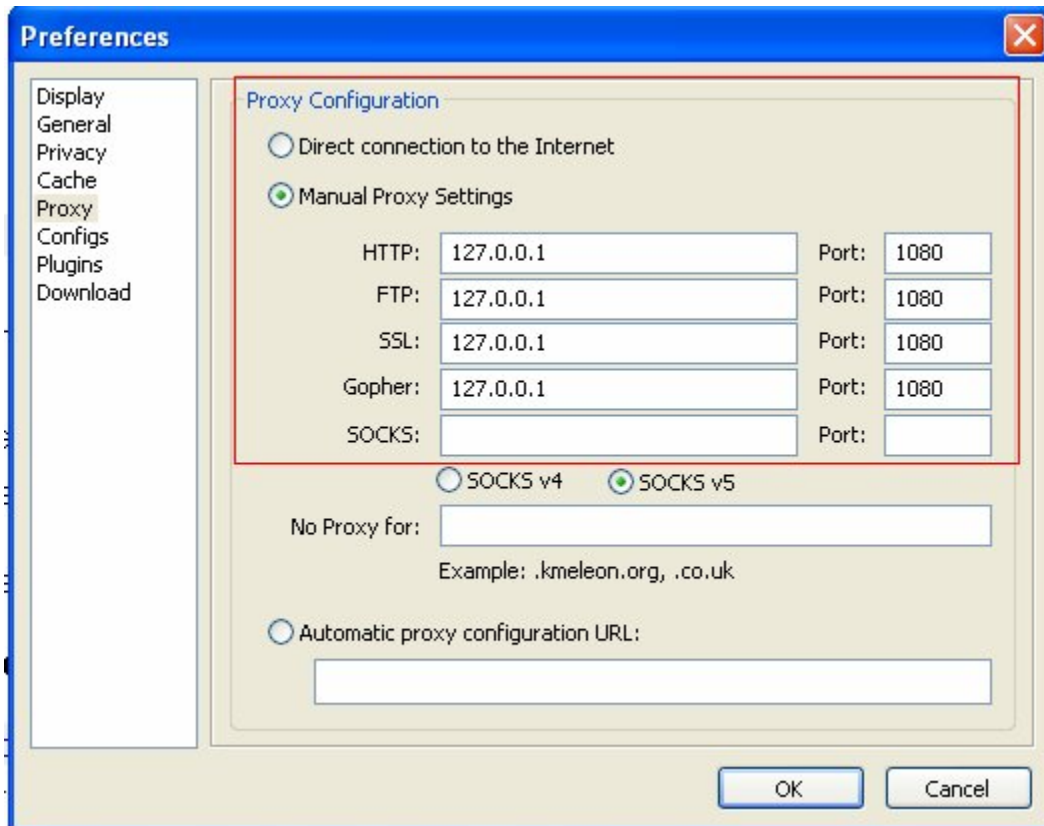 Preferences
Display
General
Privacy
Cache
Proxy
Configs
Plugins
Download
Proxy Configuration
Direct connection to the Internet
Manual Proxy Settings
HTTP: 127.0.0.1 Port: 1080
FTP: 127.0.0.1 Port: 1080
SSL: 127.0.0.1 Port: 1080
Gopher: 127.0.0.1 Port: 1080
SOCKS: Port:
SOCKS v4 SOCKS v5
No Proxy for:
Example: .kmeleon.org, .co.uk
Automatic proxy configuration URL:
OK Cancel